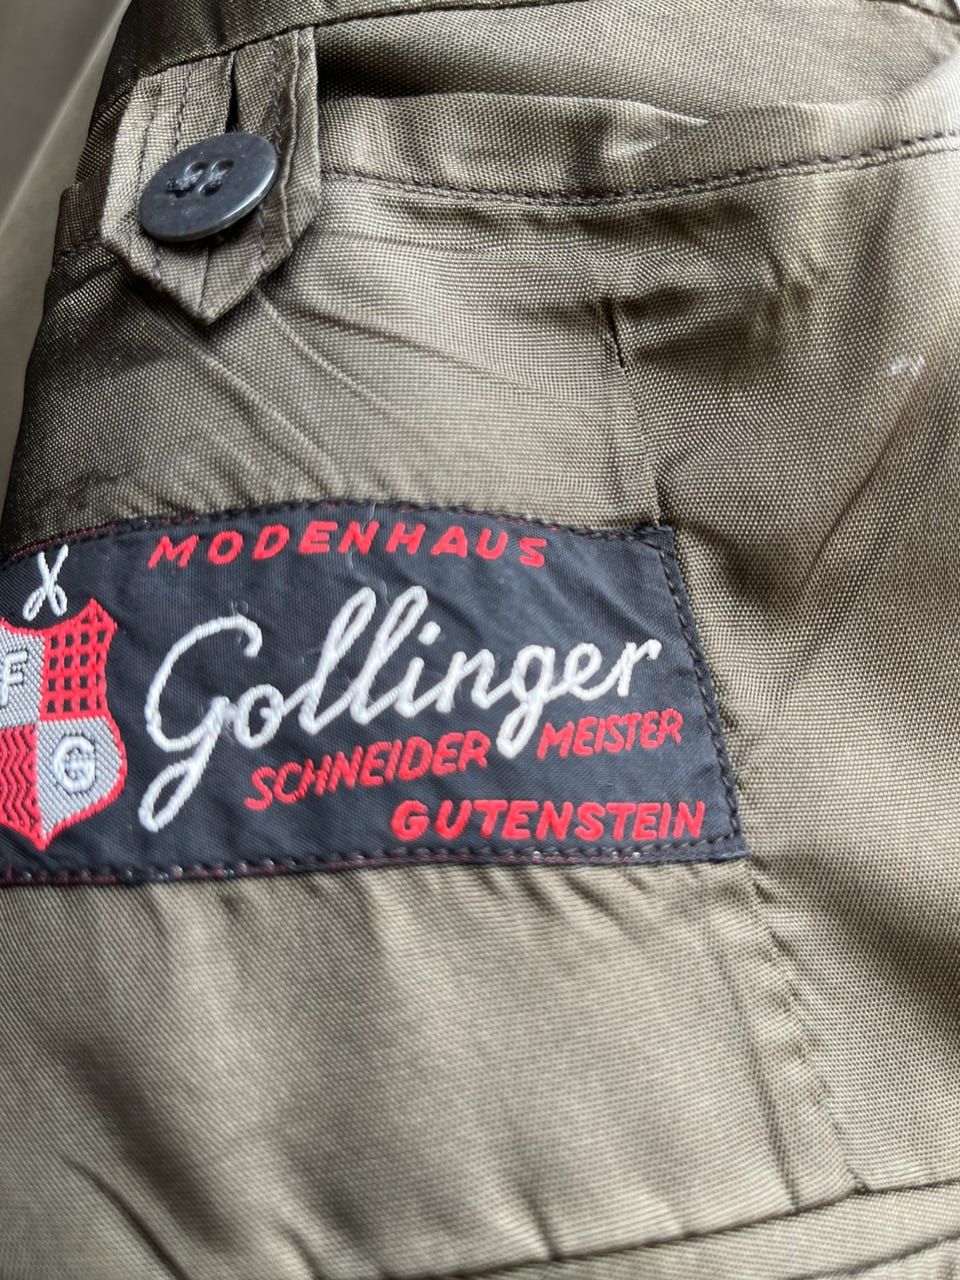 MODENHAUS
Gollinger
SCHNEIDER MEISTER
GUTENSTEIN
F
G